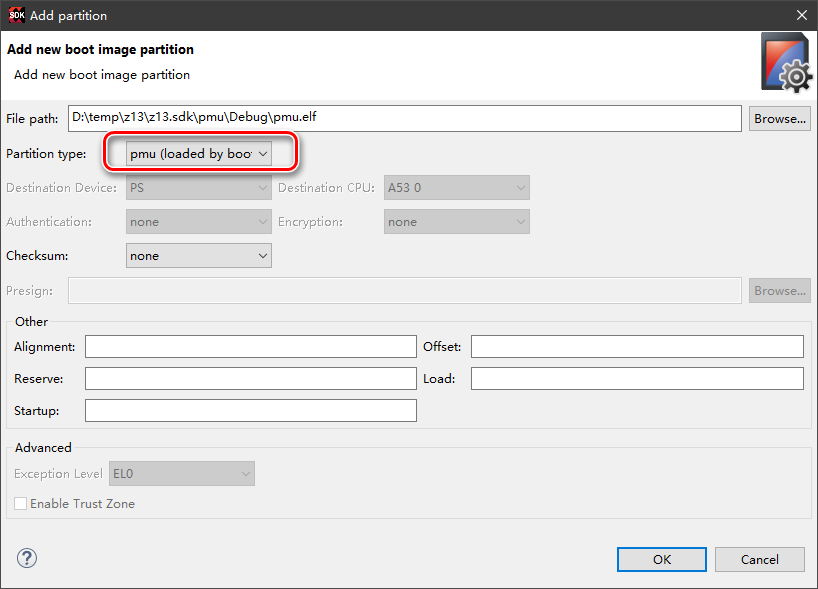 SDK Add partition
Add new boot image partition
Add new boot image partition
File path: D:\temp\z13\z13.sdk\pmu\Debug\pmu.elf Browse...
Partition type: pmu (loaded by boo
Destination Device: PS Destination CPU: A53 0
Authentication: none Encryption: none
Checksum: none
Presign: Browse...
Other
Alignment: Offset:
Reserve: Load:
Startup:
Advanced
Exception Level EL0
Enable Trust Zone
? OK Cancel